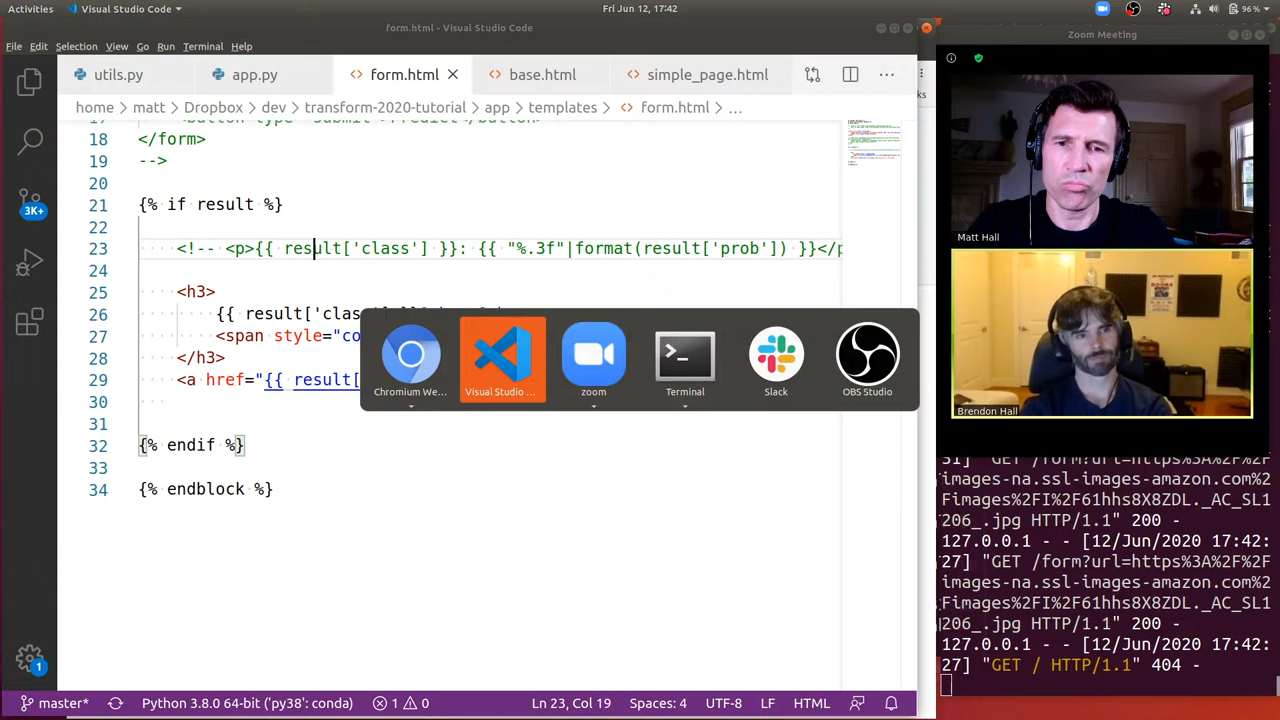 Activities Visual Studio Code Fri Jun 12, 17:42 96%
form.html - Visual Studio Code
Zoom Meeting
File Edit Selection View Go Run Terminal Help
utils.py app.py form.html base.html simple_page.html
home matt Dropbox dev transform-2020-tutorial app templates form.html ...
18 </form>
19 -->
20
21 {% if result %}
22
23 <!-- <p>{{ result['class'] }}: {{ "%.3f"|format(result['prob']) }}</p
24
25 <h3>
26 {{ result['clas
27 <span style="co
28 </h3>
29 <a href="{{ result[
30
31
32 {% endif %}
33
34 {% endblock %}
3K+
1
Chromium We... Visual Studio ... zoom Terminal Slack OBS Studio
Matt Hall
Brendon Hall
51] "GET /form?url=https%3A%2F%2F
images-na.ssl-images-amazon.com%2
Fimages%2FI%2F61hhs8X8ZDL._AC_SL1
206_.jpg HTTP/1.1" 200 -
127.0.0.1 - - [12/Jun/2020 17:42:
27] "GET /form?url=https%3A%2F%2F
images-na.ssl-images-amazon.com%2
Fimages%2FI%2F61hhs8X8ZDL._AC_SL1
206_.jpg HTTP/1.1" 200 -
127.0.0.1 - - [12/Jun/2020 17:42:
27] "GET / HTTP/1.1" 404 -
master* Python 3.8.0 64-bit ('py38': conda) 1 0 Ln 23, Col 19 Spaces: 4 UTF-8 LF HTML